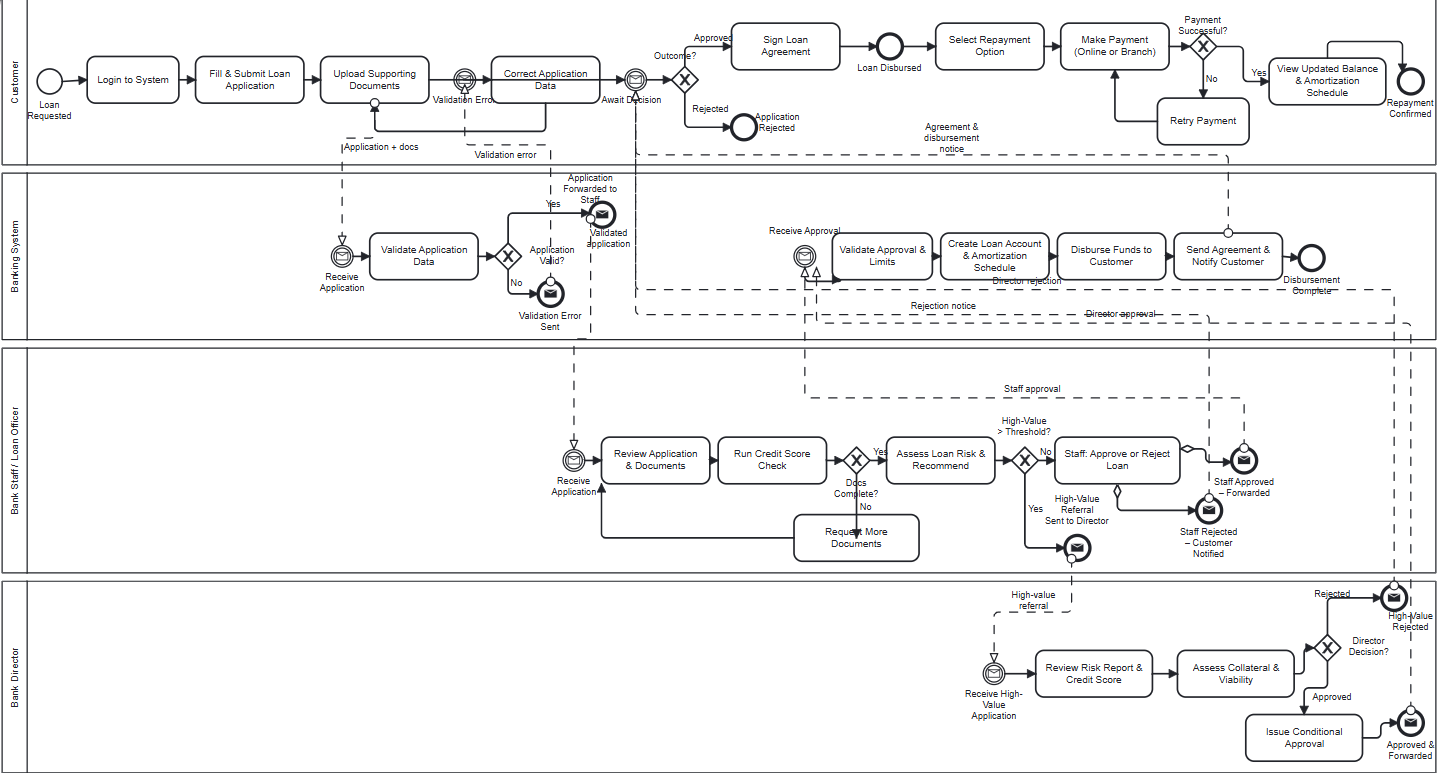 Customer
Loan
Requested
Login to System
Fill & Submit Loan
Application
Upload Supporting
Documents
Validation Error
Correct Application
Data
Await Decision
Outcome?
Approved
Rejected
Sign Loan
Agreement
Application
Rejected
Loan Disbursed
Select Repayment
Option
Make Payment
(Online or Branch)
Payment
Successful?
No
Yes
Retry Payment
View Updated Balance
& Amortization
Schedule
Repayment
Confirmed
Application + docs
Validation error
Agreement &
disbursement
notice
Banking System
Receive
Application
Validate Application
Data
Application
Valid?
Yes
No
Application
Forwarded to
Staff
Validated
application
Validation Error
Sent
Receive Approval
Validate Approval &
Limits
Create Loan Account
& Amortization
Schedule
Disburse Funds to
Customer
Send Agreement &
Notify Customer
Disbursement
Complete
Director rejection
Rejection notice
Director approval
Bank Staff / Loan Officer
Staff approval
Receive
Application
Review Application
& Documents
Run Credit Score
Check
Docs
Complete?
Yes
No
Request More
Documents
Assess Loan Risk &
Recommend
High-Value
> Threshold?
No
Yes
Staff: Approve or Reject
Loan
High-Value
Referral
Sent to Director
Staff Approved
– Forwarded
Staff Rejected
– Customer
Notified
Bank Director
High-value
referral
Receive High-
Value
Application
Review Risk Report &
Credit Score
Assess Collateral &
Viability
Director
Decision?
Rejected
Approved
High-Value
Rejected
Issue Conditional
Approval
Approved &
Forwarded